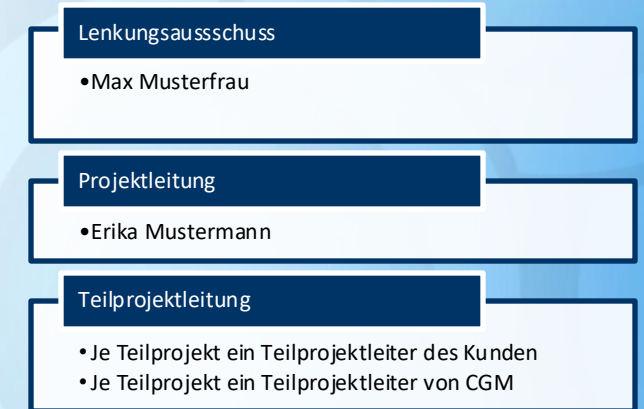 Lenkungsaussschuss
•Max Musterfrau
Projektleitung
•Erika Mustermann
Teilprojektleitung
• Je Teilprojekt ein Teilprojektleiter des Kunden
• Je Teilprojekt ein Teilprojektleiter von CGM